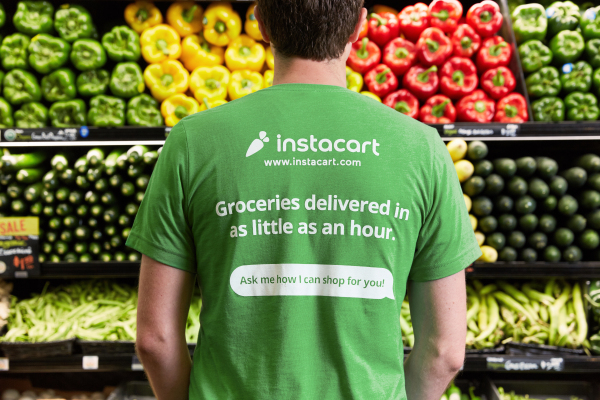 instacart
www.instacart.com
Groceries delivered in
as little as an hour.
Ask me how I can shop for you!
SALE